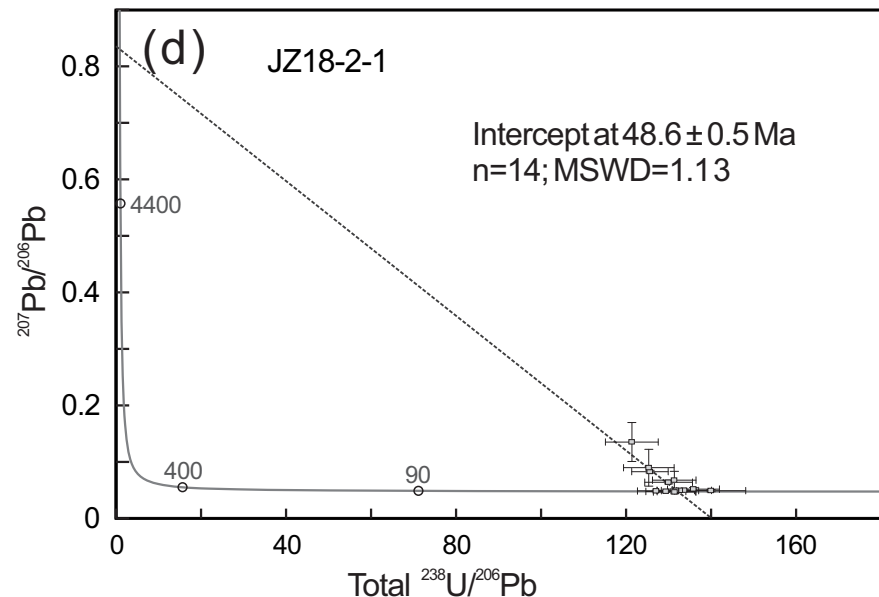 (d) JZ18-2-1
Intercept at 48.6 ± 0.5 Ma
n=14; MSWD=1.13
0.8
0.6
0.4
0.2
0
²⁰⁷Pb/²⁰⁶Pb
4400
400
90
0 40 80 120 160
Total ²³⁸U/²⁰⁶Pb